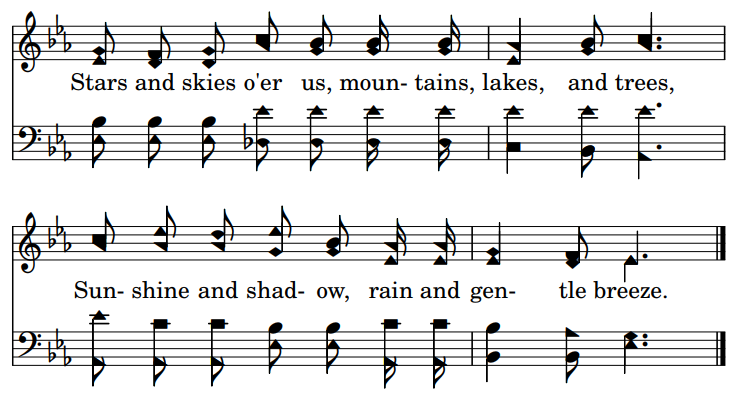 Stars and skies o'er us, moun- tains, lakes, and trees,
Sun- shine and shad- ow, rain and gen- tle breeze.